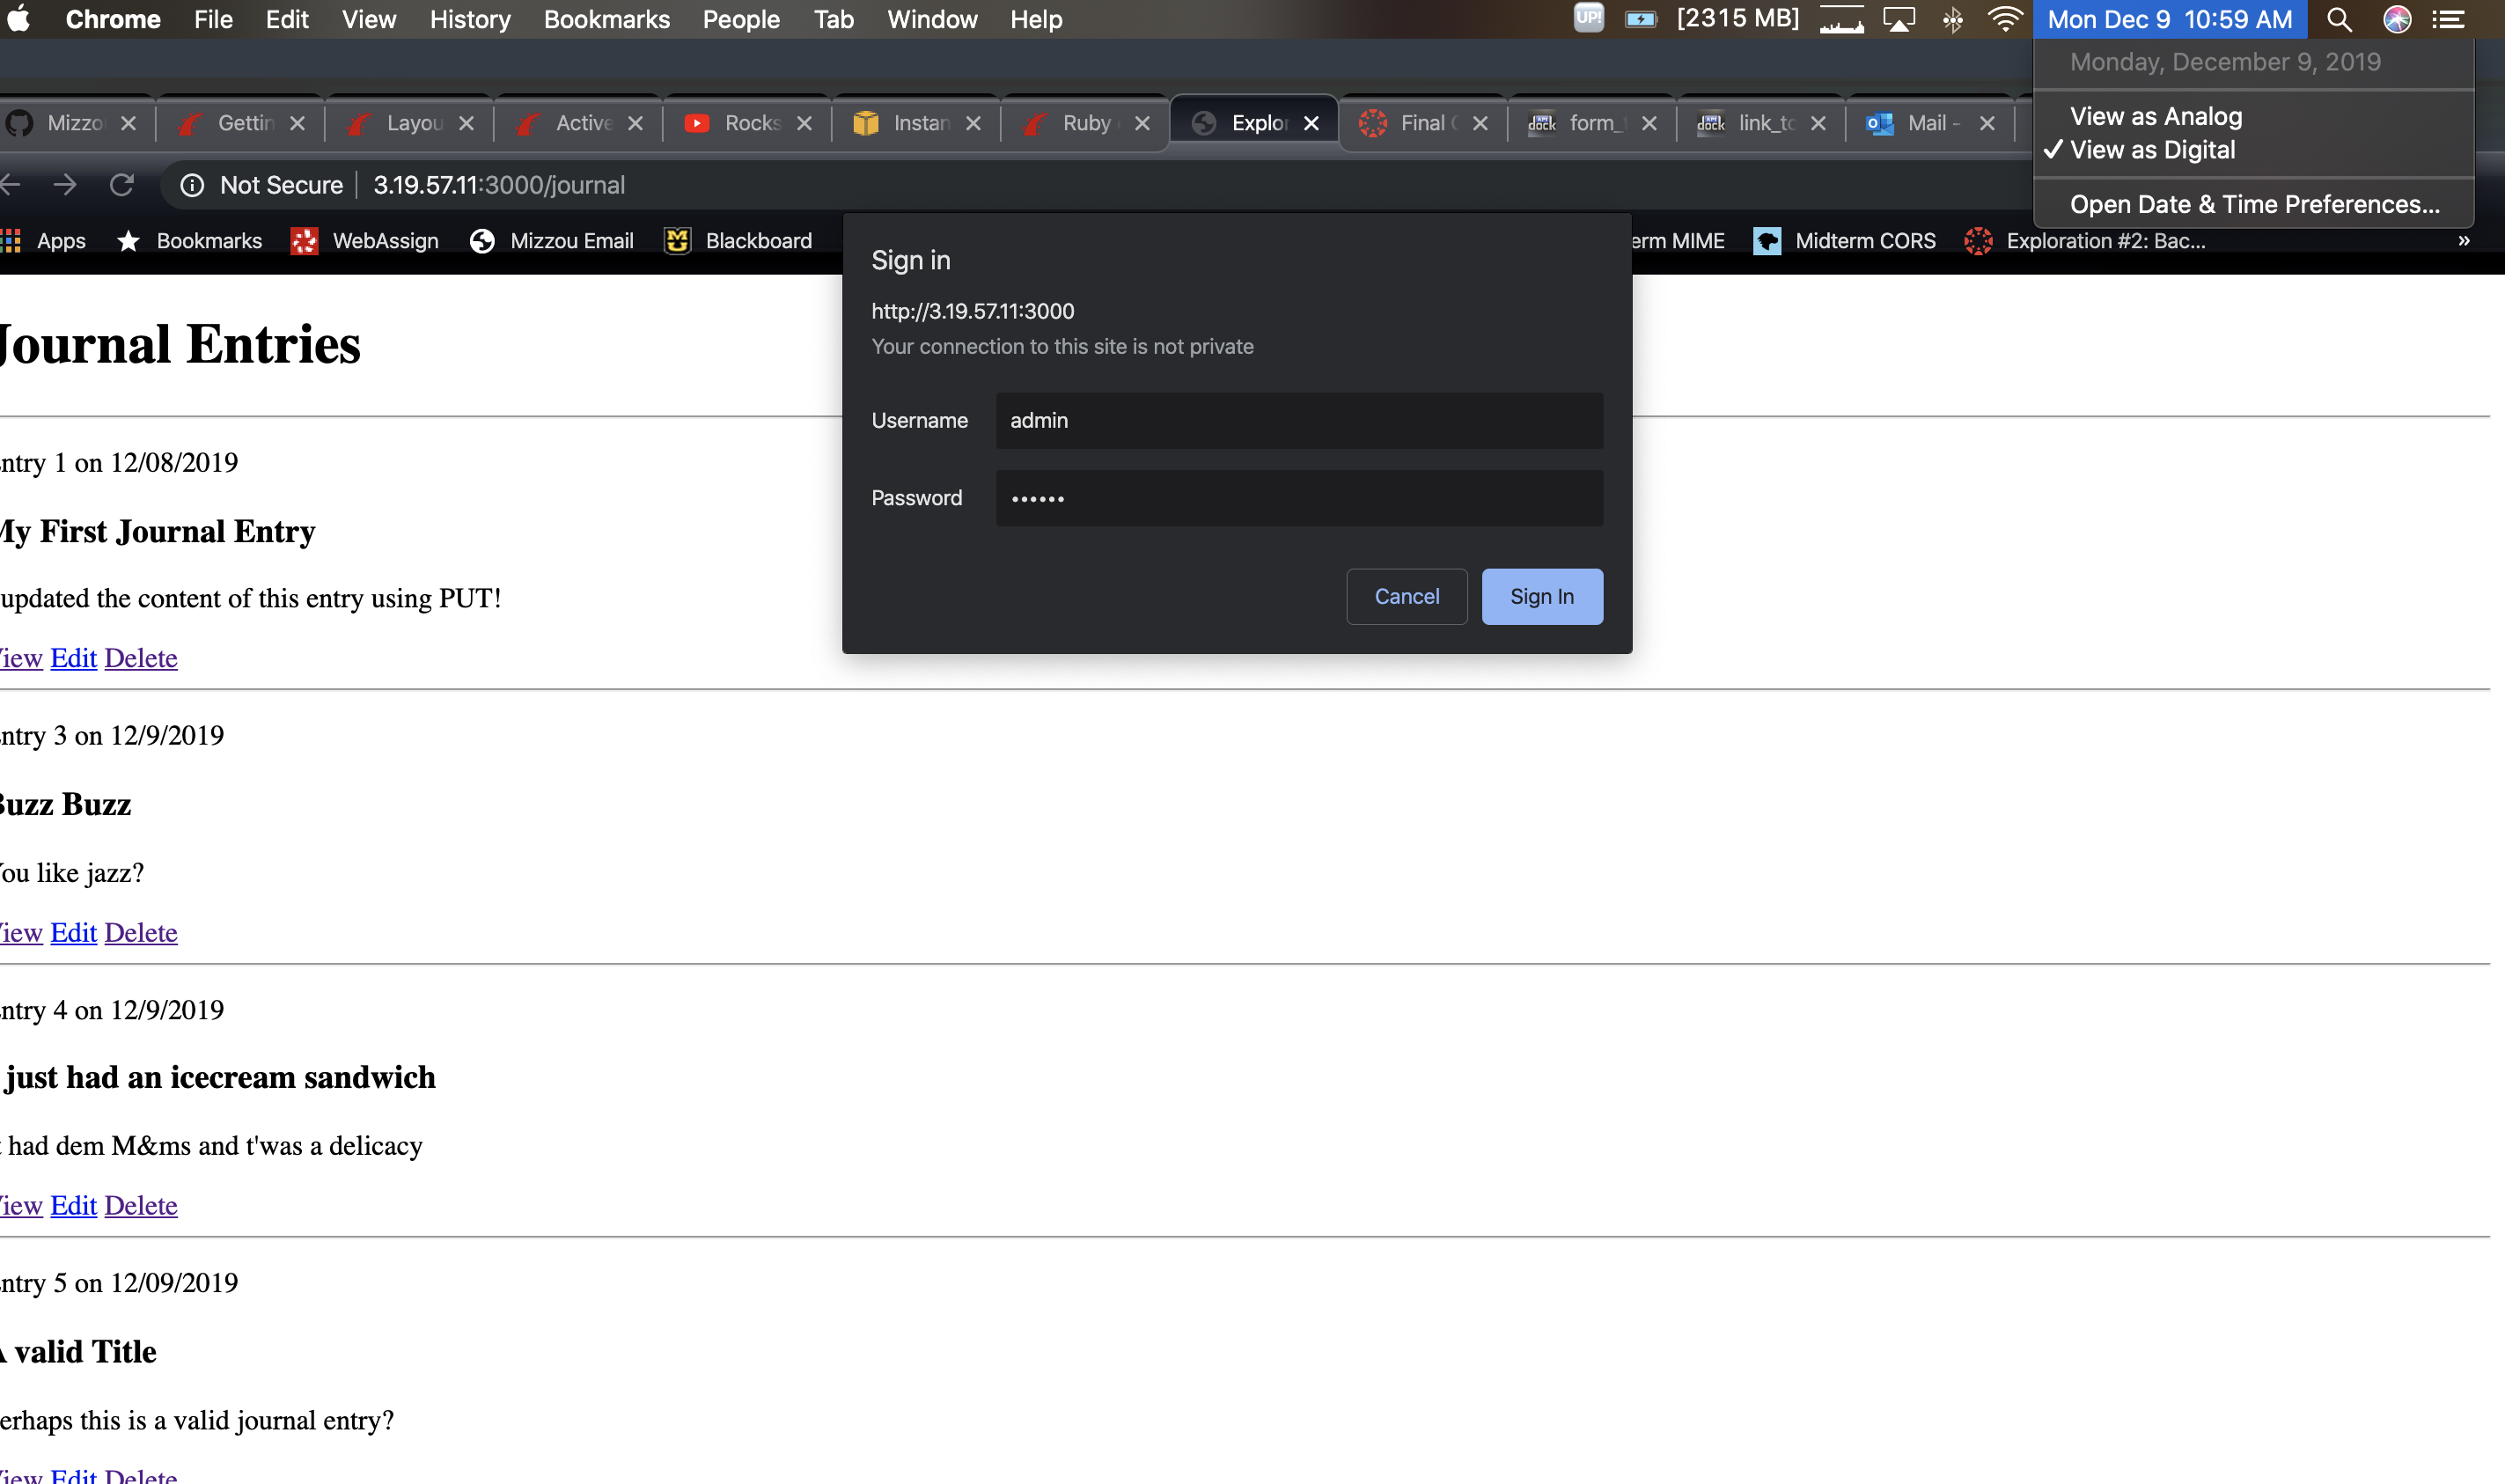 Chrome File Edit View History Bookmarks People Tab Window Help UP! [2315 MB] Mon Dec 9 10:59 AM
Monday, December 9, 2019
View as Analog
✓ View as Digital
Open Date & Time Preferences...
Mizzo Gettin Layou Active Rocks Instan Ruby Explor Final form_ link_to Mail -
Not Secure 3.19.57.11:3000/journal
Apps Bookmarks WebAssign Mizzou Email Blackboard erm MIME Midterm CORS Exploration #2: Bac... »
Sign in
http://3.19.57.11:3000
Your connection to this site is not private
Username admin
Password ••••••
Cancel Sign In
Journal Entries
ntry 1 on 12/08/2019
My First Journal Entry
updated the content of this entry using PUT!
View Edit Delete
ntry 3 on 12/9/2019
Buzz Buzz
You like jazz?
View Edit Delete
ntry 4 on 12/9/2019
just had an icecream sandwich
t had dem M&ms and t'was a delicacy
View Edit Delete
ntry 5 on 12/09/2019
A valid Title
erhaps this is a valid journal entry?
View Edit Delete